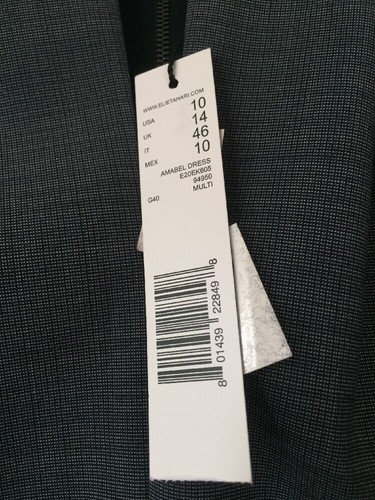 WWW.ELIETAHARI.COM
USA 10
UK 14
IT 46
MEX 10
AMABEL DRESS
E20EK805
94950
G40 MULTI
8 01439 22849 8